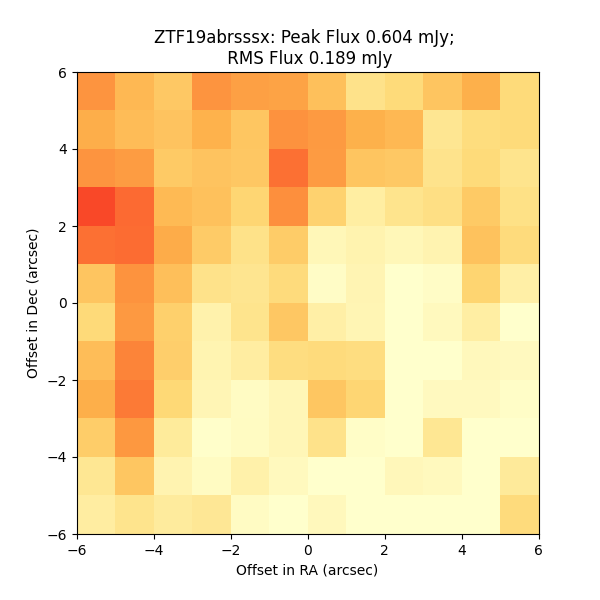 ZTF19abrsssx: Peak Flux 0.604 mJy;
RMS Flux 0.189 mJy
6
4
2
0
−2
−4
−6
Offset in Dec (arcsec)
−6 −4 −2 0 2 4 6
Offset in RA (arcsec)